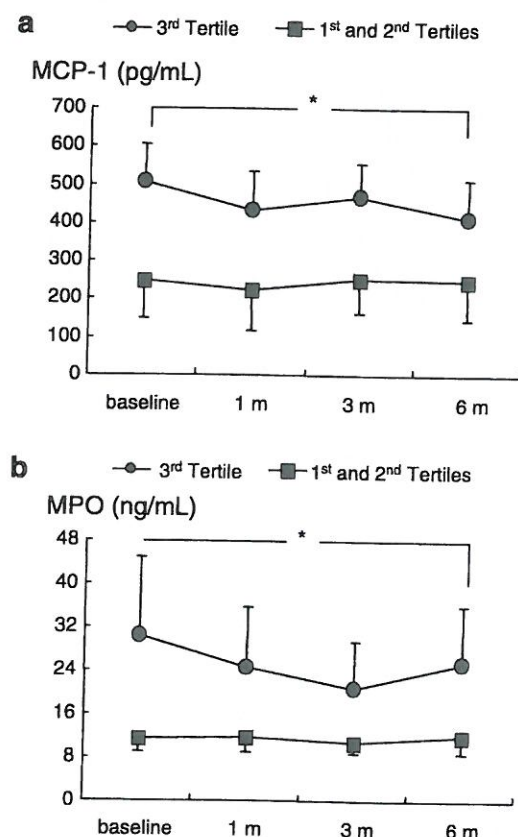 a
3rd Tertile 1st and 2nd Tertiles
MCP-1 (pg/mL)
700
*
600
500
400
300
200
100
0
baseline 1 m 3 m 6 m
b
3rd Tertile 1st and 2nd Tertiles
MPO (ng/mL)
48
*
40
32
24
16
8
0
baseline 1 m 3 m 6 m